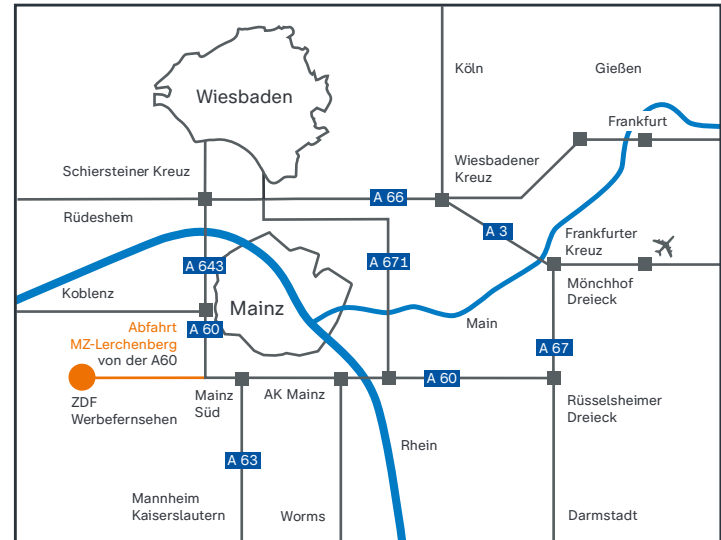 Köln
Gießen
Wiesbaden
Frankfurt
Wiesbadener
Kreuz
Schiersteiner Kreuz
A 66
Rüdesheim
A 3
Frankfurter
Kreuz
A 643
A 671
Mönchhof
Dreieck
Koblenz
Mainz
Main
Abfahrt
MZ-Lerchenberg
von der A60
A 60
A 67
A 60
ZDF
Werbefernsehen
Mainz
Süd
AK Mainz
Rüsselsheimer
Dreieck
Rhein
A 63
Mannheim
Kaiserslautern
Worms
Darmstadt